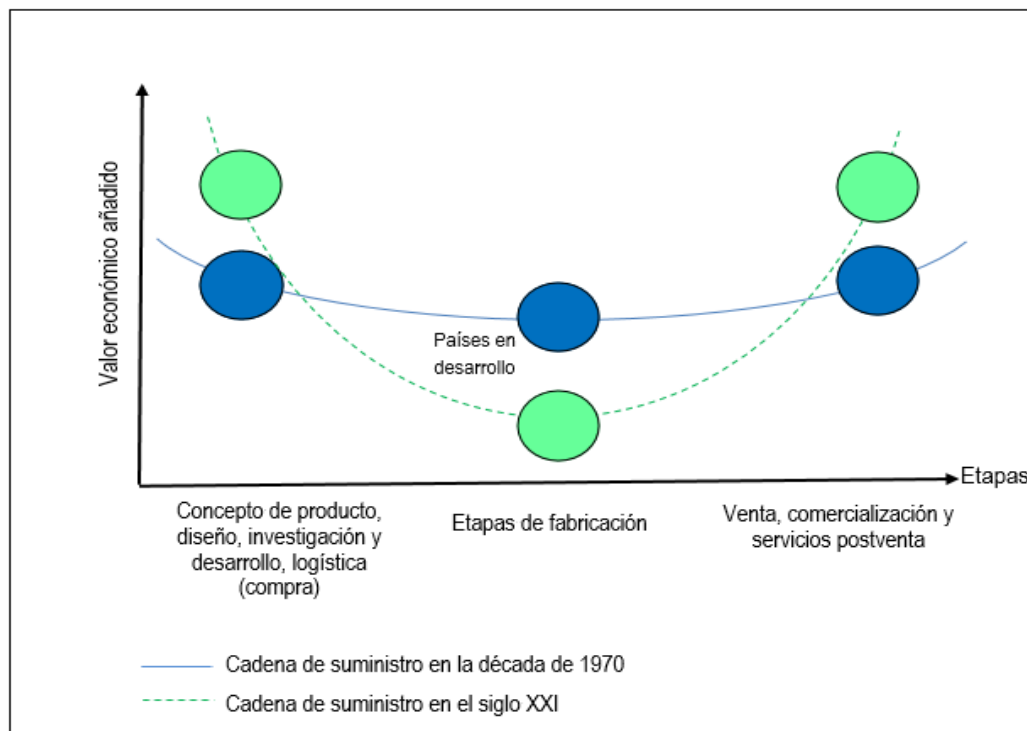 Valor económico añadido
Países en
desarrollo
Etapas
Concepto de producto,
diseño, investigación y
desarrollo, logística
(compra)
Etapas de fabricación
Venta, comercialización y
servicios postventa
Cadena de suministro en la década de 1970
Cadena de suministro en el siglo XXI